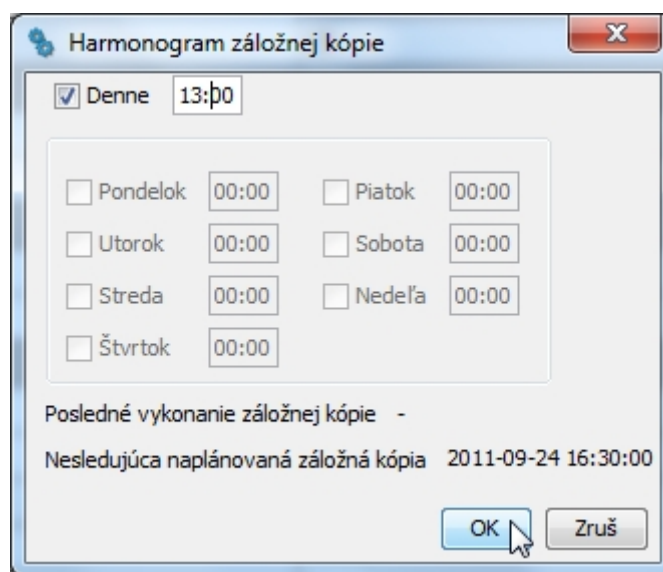 Harmonogram záložnej kópie
Denne 13:00
Pondelok 00:00 Piatok 00:00
Utorok 00:00 Sobota 00:00
Streda 00:00 Nedeľa 00:00
Štvrtok 00:00
Posledné vykonanie záložnej kópie -
Nesledujúca naplánovaná záložná kópia 2011-09-24 16:30:00
OK Zruš